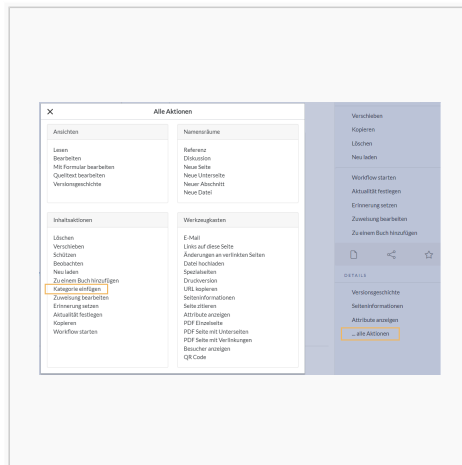 Alle Aktionen
Ansichten
Lesen
Bearbeiten
Mit Formular bearbeiten
Quelltext bearbeiten
Versionsgeschichte
Namensräume
Referenz
Diskussion
Neue Seite
Neue Unterseite
Neuer Abschnitt
Neue Datei
Inhaltsaktionen
Löschen
Verschieben
Schützen
Beobachten
Neu laden
Zu einem Buch hinzufügen
Kategorie einfügen
Zuweisung bearbeiten
Erinnerung setzen
Aktualität festlegen
Kopieren
Workflow starten
Werkzeugkasten
E-Mail
Links auf diese Seite
Änderungen an verlinkten Seiten
Datei hochladen
Spezialseiten
Druckversion
URL kopieren
Seiteninformationen
Seite zitieren
Attribute anzeigen
PDF Einzelseite
PDF Seite mit Unterseiten
PDF Seite mit Verlinkungen
Besucher anzeigen
QR Code
Verschieben
Kopieren
Löschen
Neu laden
Workflow starten
Aktualität festlegen
Erinnerung setzen
Zuweisung bearbeiten
Zu einem Buch hinzufügen
DETAILS
Versionsgeschichte
Seiteninformationen
Attribute anzeigen
... alle Aktionen